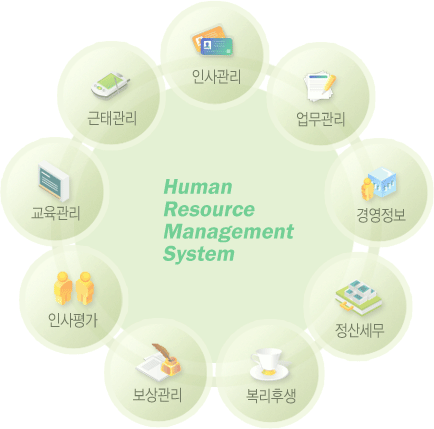 인사관리
업무관리
경영정보
정산세무
복리후생
보상관리
인사평가
교육관리
근태관리
Human
Resource
Management
System